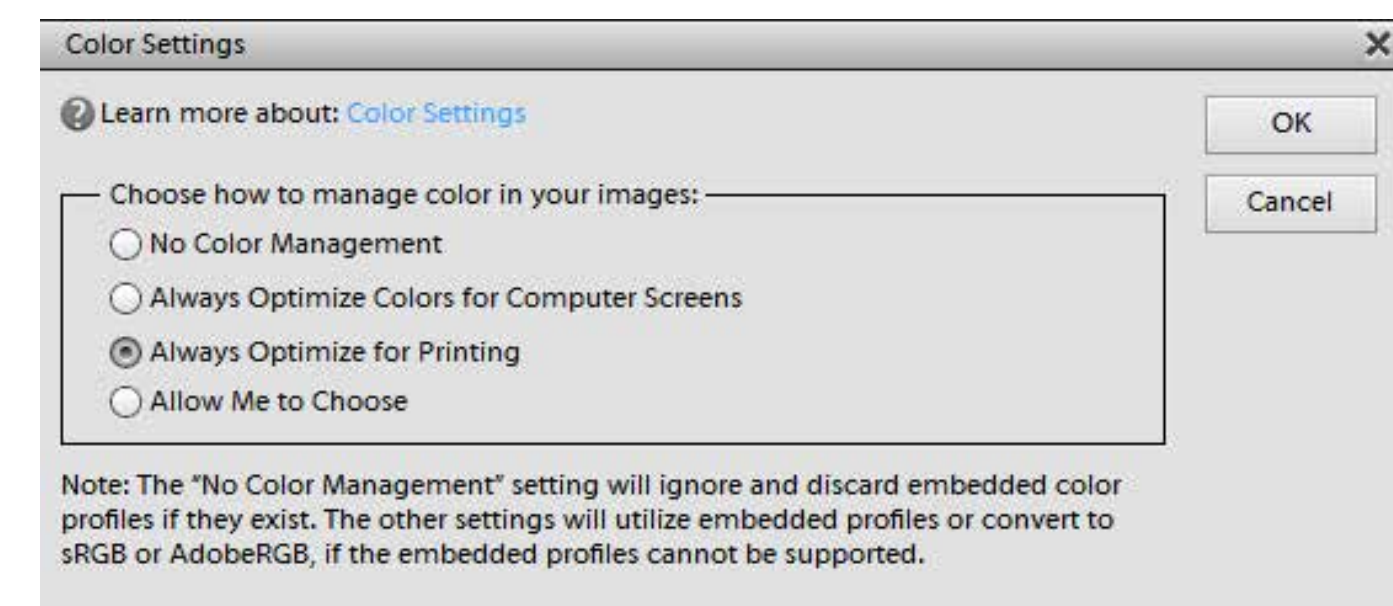 Color Settings
Learn more about: Color Settings
OK
Choose how to manage color in your images:
Cancel
No Color Management
Always Optimize Colors for Computer Screens
Always Optimize for Printing
Allow Me to Choose
Note: The “No Color Management” setting will ignore and discard embedded color
profiles if they exist. The other settings will utilize embedded profiles or convert to
sRGB or AdobeRGB, if the embedded profiles cannot be supported.